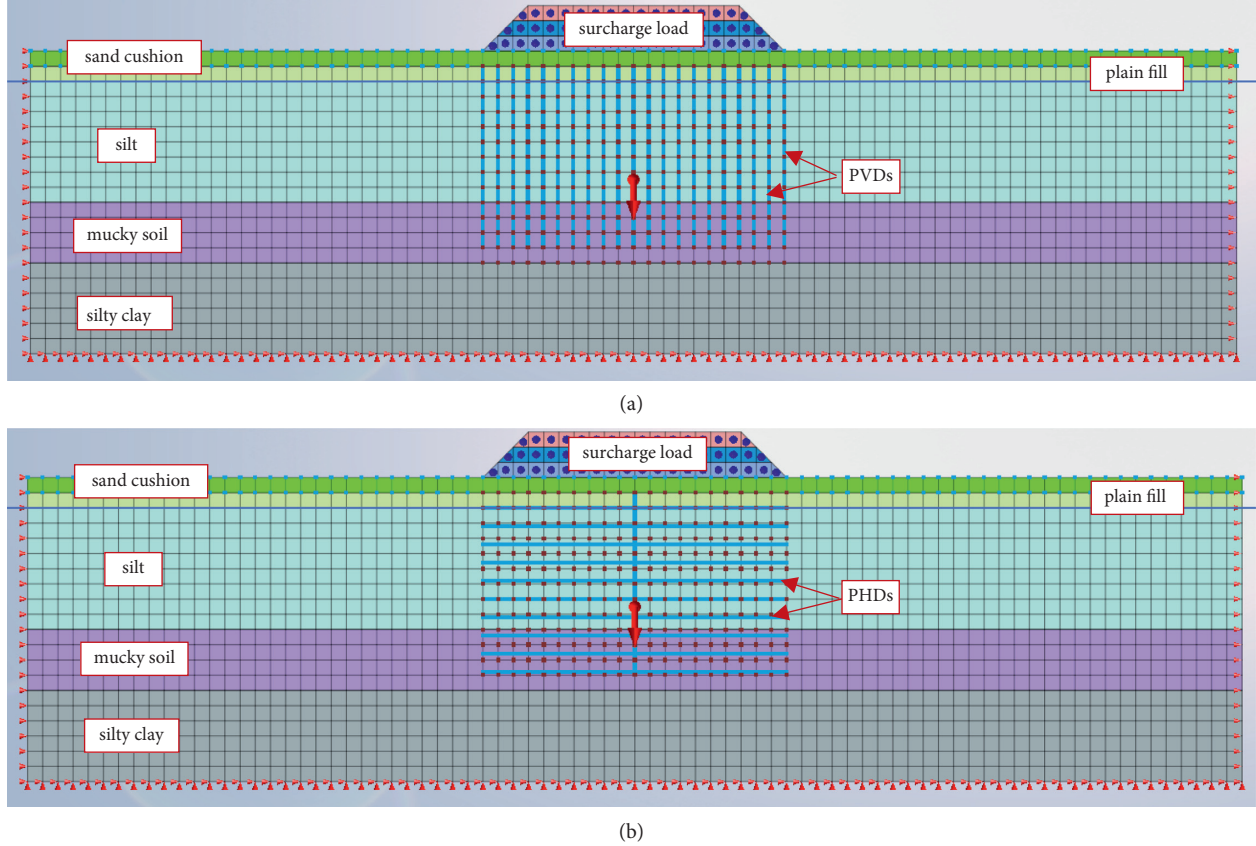 surcharge load
sand cushion
plain fill
silt
PVDs
mucky soil
silty clay
(a)
surcharge load
sand cushion
plain fill
silt
PHDs
mucky soil
silty clay
(b)